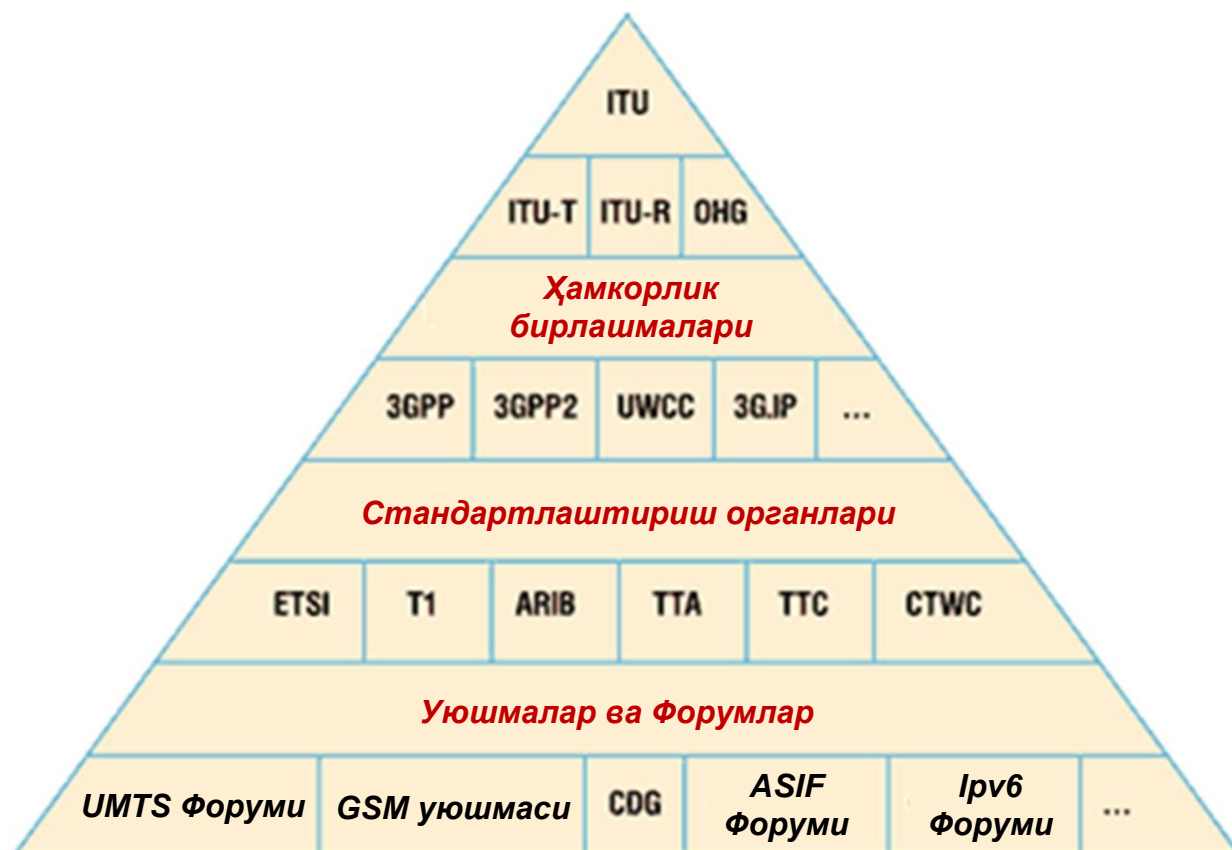 ITU
ITU-T ITU-R OHG
Ҳамкорлик
бирлашмалари
3GPP 3GPP2 UWCC 3G.IP ...
Стандартлаштириш органлари
ETSI T1 ARIB TTA TTC CTWC
Уюшмалар ва Форумлар
UMTS Форуми GSM уюшмаси CDG ASIF Форуми Ipv6 Форуми ...